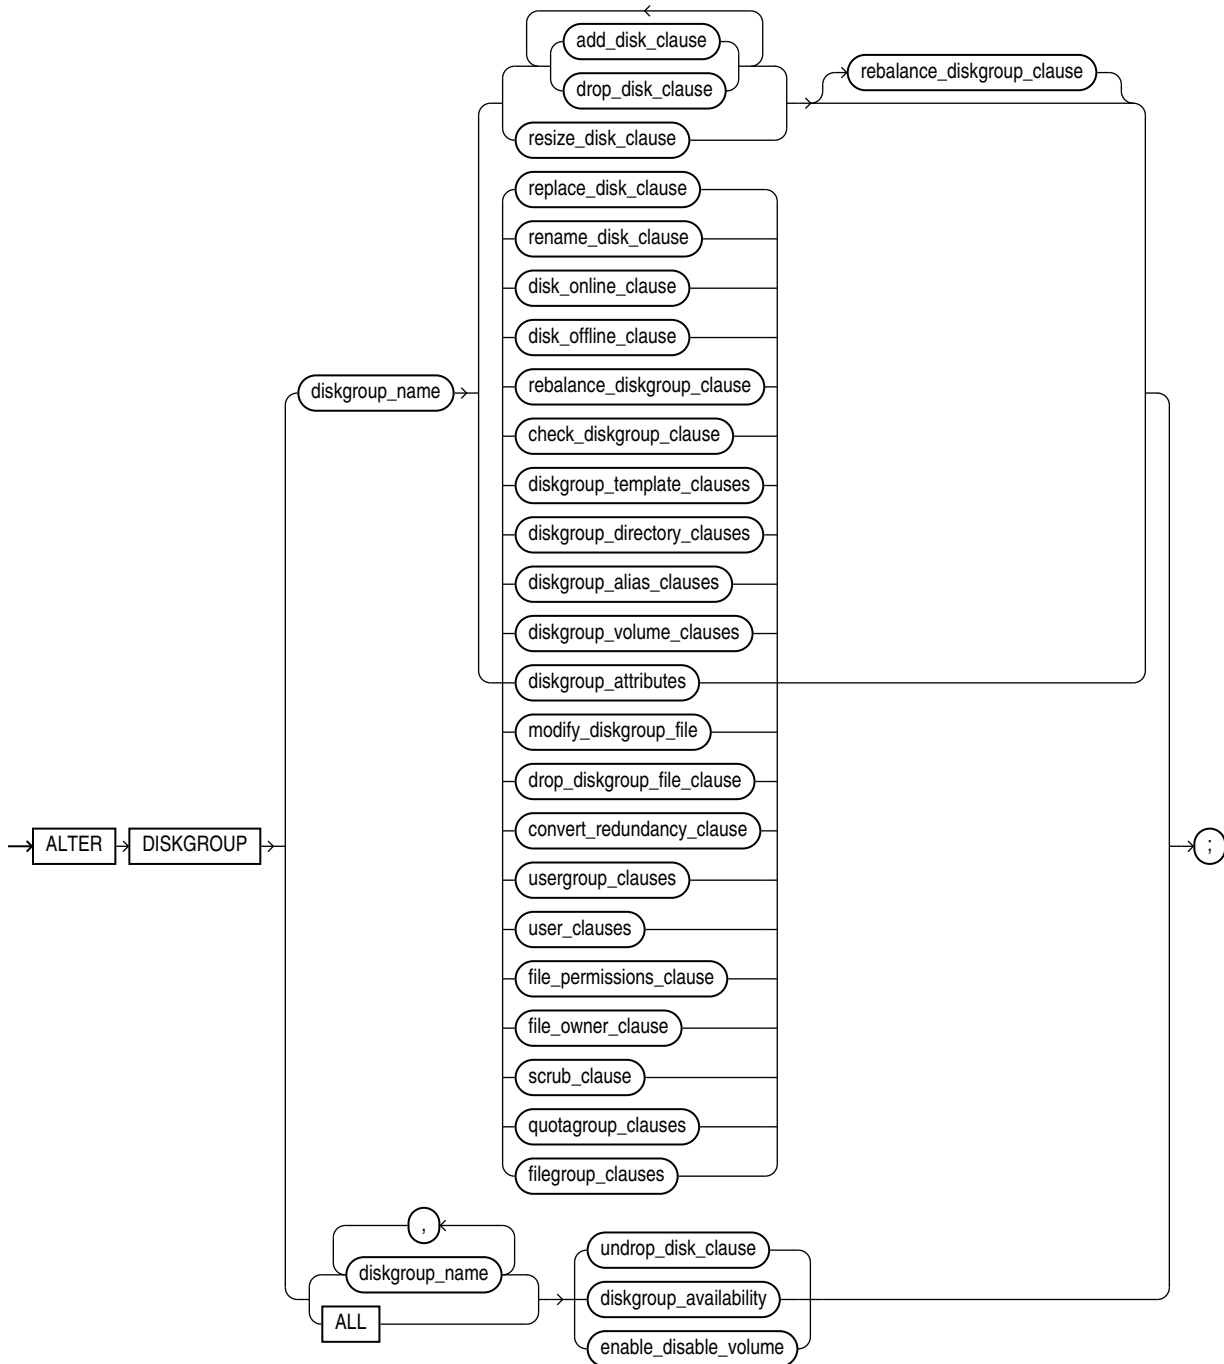 add_disk_clause
rebalance_diskgroup_clause
drop_disk_clause
resize_disk_clause
replace_disk_clause
rename_disk_clause
disk_online_clause
disk_offline_clause
diskgroup_name
rebalance_diskgroup_clause
check_diskgroup_clause
diskgroup_template_clauses
diskgroup_directory_clauses
diskgroup_alias_clauses
diskgroup_volume_clauses
diskgroup_attributes
modify_diskgroup_file
drop_diskgroup_file_clause
convert_redundancy_clause
ALTER DISKGROUP ;
usergroup_clauses
user_clauses
file_permissions_clause
file_owner_clause
scrub_clause
quotagroup_clauses
filegroup_clauses
,
undrop_disk_clause
diskgroup_name
diskgroup_availability
ALL
enable_disable_volume